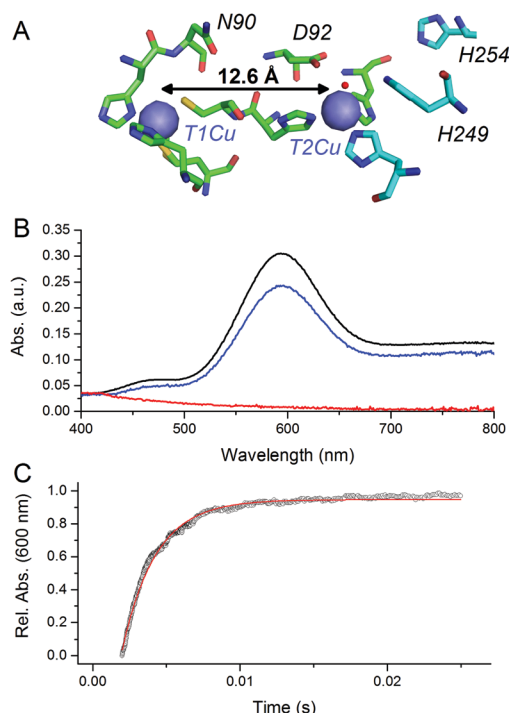 A
N90
D92
H254
12.6 Å
H249
T1Cu
T2Cu
B
0.35
0.30
0.25
0.20
0.15
0.10
0.05
0.00
Abs. (a.u.)
400 500 600 700 800
Wavelength (nm)
C
1.0
0.8
0.6
0.4
0.2
0.0
Rel. Abs. (600 nm)
0.00 0.01 0.02
Time (s)